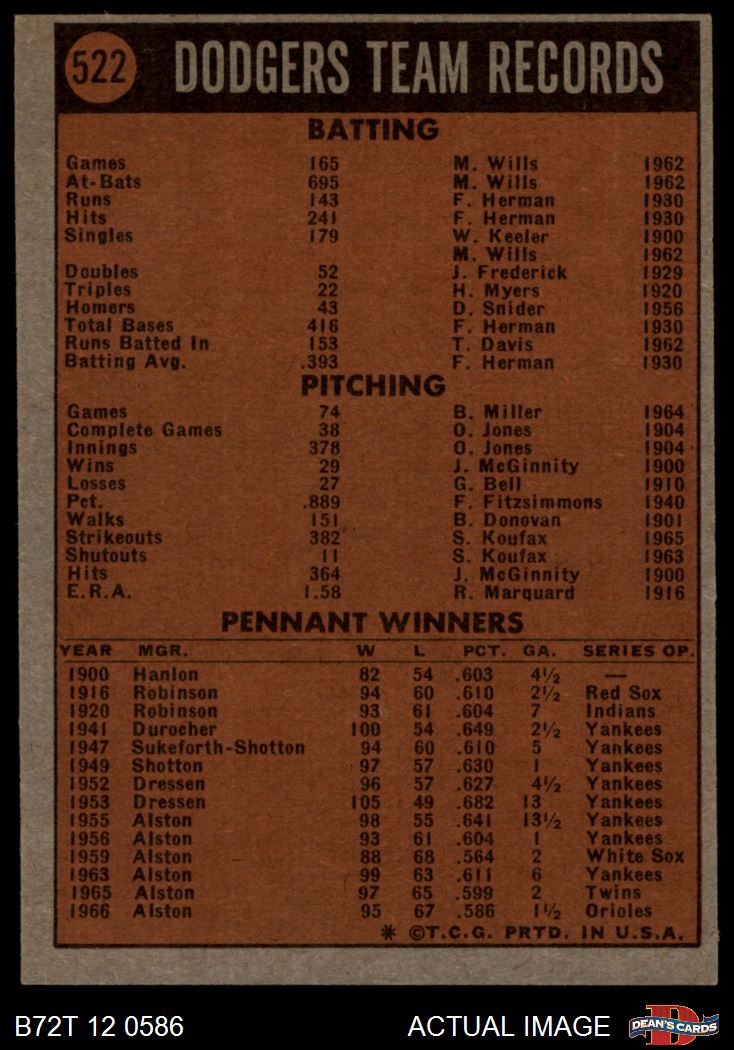 522 DODGERS TEAM RECORDS
BATTING
Games 165 M. Wills 1962
At-Bats 695 M. Wills 1962
Runs 143 F. Herman 1930
Hits 241 F. Herman 1930
Singles 179 W. Keeler 1900
M. Wills 1962
Doubles 52 J. Frederick 1929
Triples 22 H. Myers 1920
Homers 43 D. Snider 1956
Total Bases 416 F. Herman 1930
Runs Batted In 153 T. Davis 1962
Batting Avg. .393 F. Herman 1930
PITCHING
Games 74 B. Miller 1964
Complete Games 38 O. Jones 1904
Innings 378 O. Jones 1904
Wins 29 J. McGinnity 1900
Losses 27 G. Bell 1910
Pct. .889 F. Fitzsimmons 1940
Walks 151 B. Donovan 1901
Strikeouts 382 S. Koufax 1965
Shutouts 11 S. Koufax 1963
Hits 364 J. McGinnity 1900
E.R.A. 1.58 R. Marquard 1916
PENNANT WINNERS
YEAR MGR. W L PCT. GA. SERIES OP.
1900 Hanlon 82 54 .603 4½ —
1916 Robinson 94 60 .610 2½ Red Sox
1920 Robinson 93 61 .604 7 Indians
1941 Durocher 100 54 .649 2½ Yankees
1947 Sukeforth-Shotton 94 60 .610 5 Yankees
1949 Shotton 97 57 .630 1 Yankees
1952 Dressen 96 57 .627 4½ Yankees
1953 Dressen 105 49 .682 13 Yankees
1955 Alston 98 55 .641 13½ Yankees
1956 Alston 93 61 .604 1 Yankees
1959 Alston 88 68 .564 2 White Sox
1963 Alston 99 63 .611 6 Yankees
1965 Alston 97 65 .599 2 Twins
1966 Alston 95 67 .586 1½ Orioles
* ©T.C.G. PRTD. IN U.S.A.
B72T 12 0586 ACTUAL IMAGE D DEAN'S CARDS